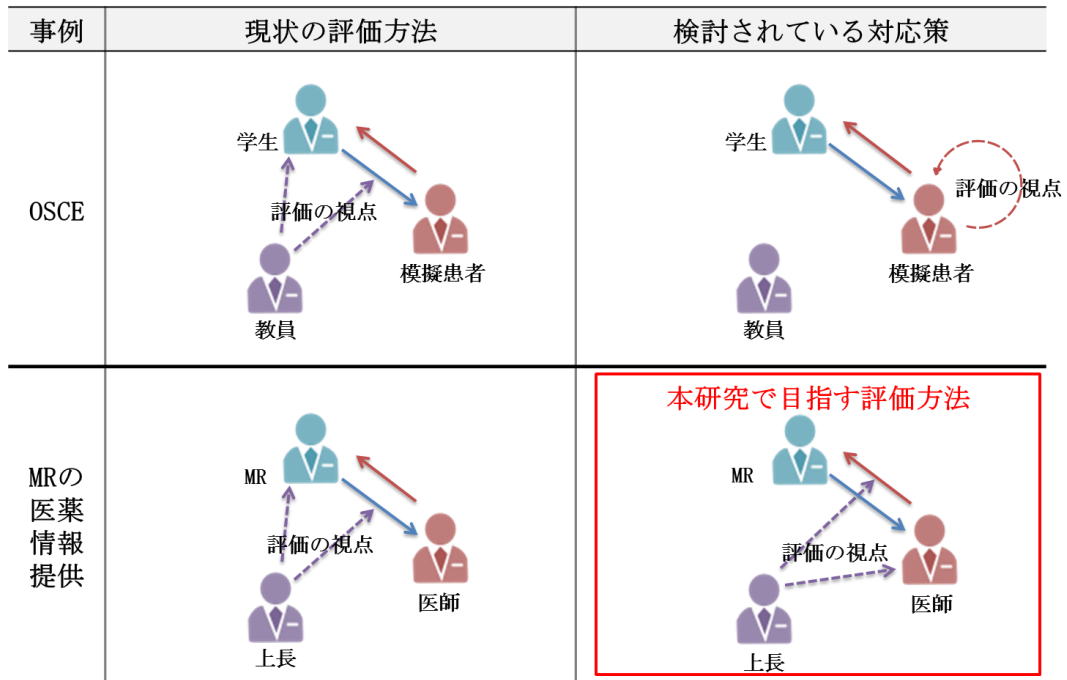 事例
現状の評価方法
検討されている対応策
OSCE
学生
評価の視点
模擬患者
教員
学生
評価の視点
模擬患者
教員
MRの
医薬
情報
提供
MR
評価の視点
医師
上長
本研究で目指す評価方法
MR
評価の視点
医師
上長